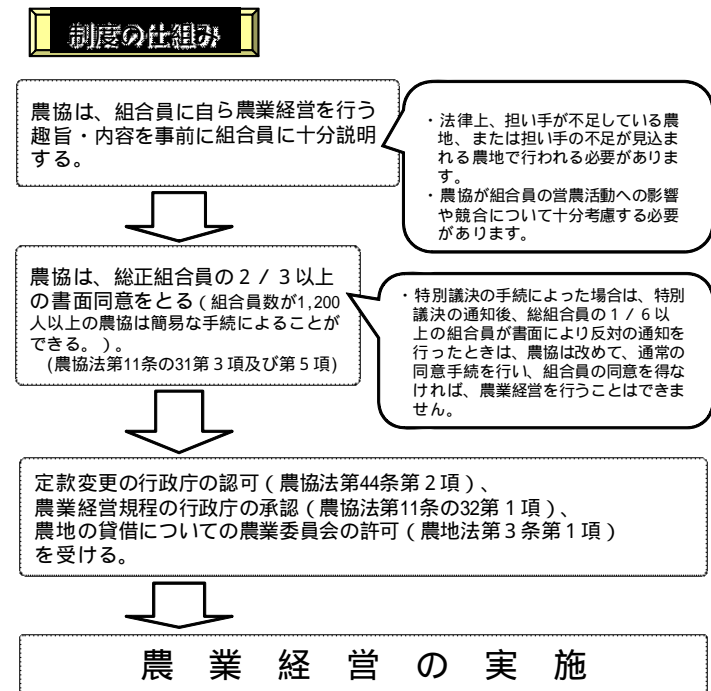 制度の仕組み
農協は、組合員に自ら農業経営を行う
趣旨・内容を事前に組合員に十分説明
する。
・法律上、担い手が不足している農
地、または担い手の不足が見込ま
れる農地で行われる必要がありま
す。
・農協が組合員の営農活動への影響
や競合について十分考慮する必要
があります。
農協は、総正組合員の2/3以上
の書面同意をとる(組合員数が1,200
人以上の農協は簡易な手続によることが
できる。)。
(農協法第11条の31第3項及び第5項)
・特別議決の手続によった場合は、特別
議決の通知後、総組合員の1/6以
上の組合員が書面により反対の通知を
行ったときは、農協は改めて、通常の
同意手続を行い、組合員の同意を得な
ければ、農業経営を行うことはできま
せん。
定款変更の行政庁の認可(農協法第44条第2項)、
農業経営規程の行政庁の承認(農協法第11条の32第1項)、
農地の貸借についての農業委員会の許可(農地法第3条第1項)
を受ける。
農業経営の実施